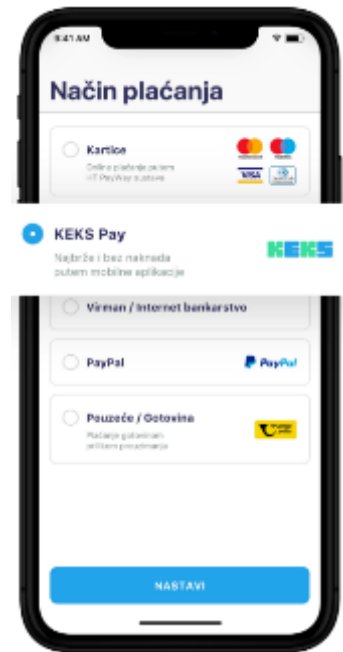 9:41 AM
Način plaćanja
Kartice
Online plaćanje putem
HT PayWay sustava
VISA
KEKS Pay
KEKS
Najbrže i bez naknada
putem mobilne aplikacije
Virman / Internet bankarstvo
PayPal
PayPal
Pouzeće / Gotovina
Plaćanje gotovinom
prilikom preuzimanja
NASTAVI